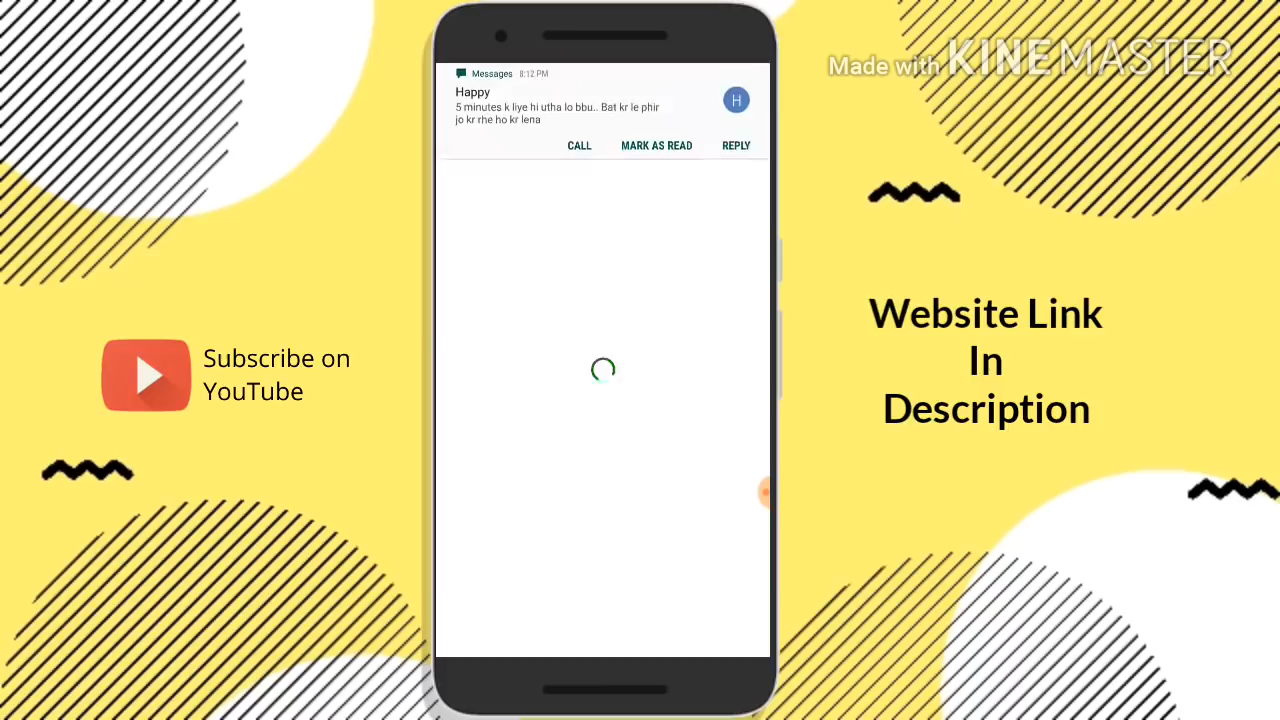 Made with KINEMASTER
Messages 8:12 PM
Happy
5 minutes k liye hi utha lo bbu.. Bat kr le phir
jo kr rhe ho kr lena
H
CALL MARK AS READ REPLY
Subscribe on
YouTube
Website Link
In
Description